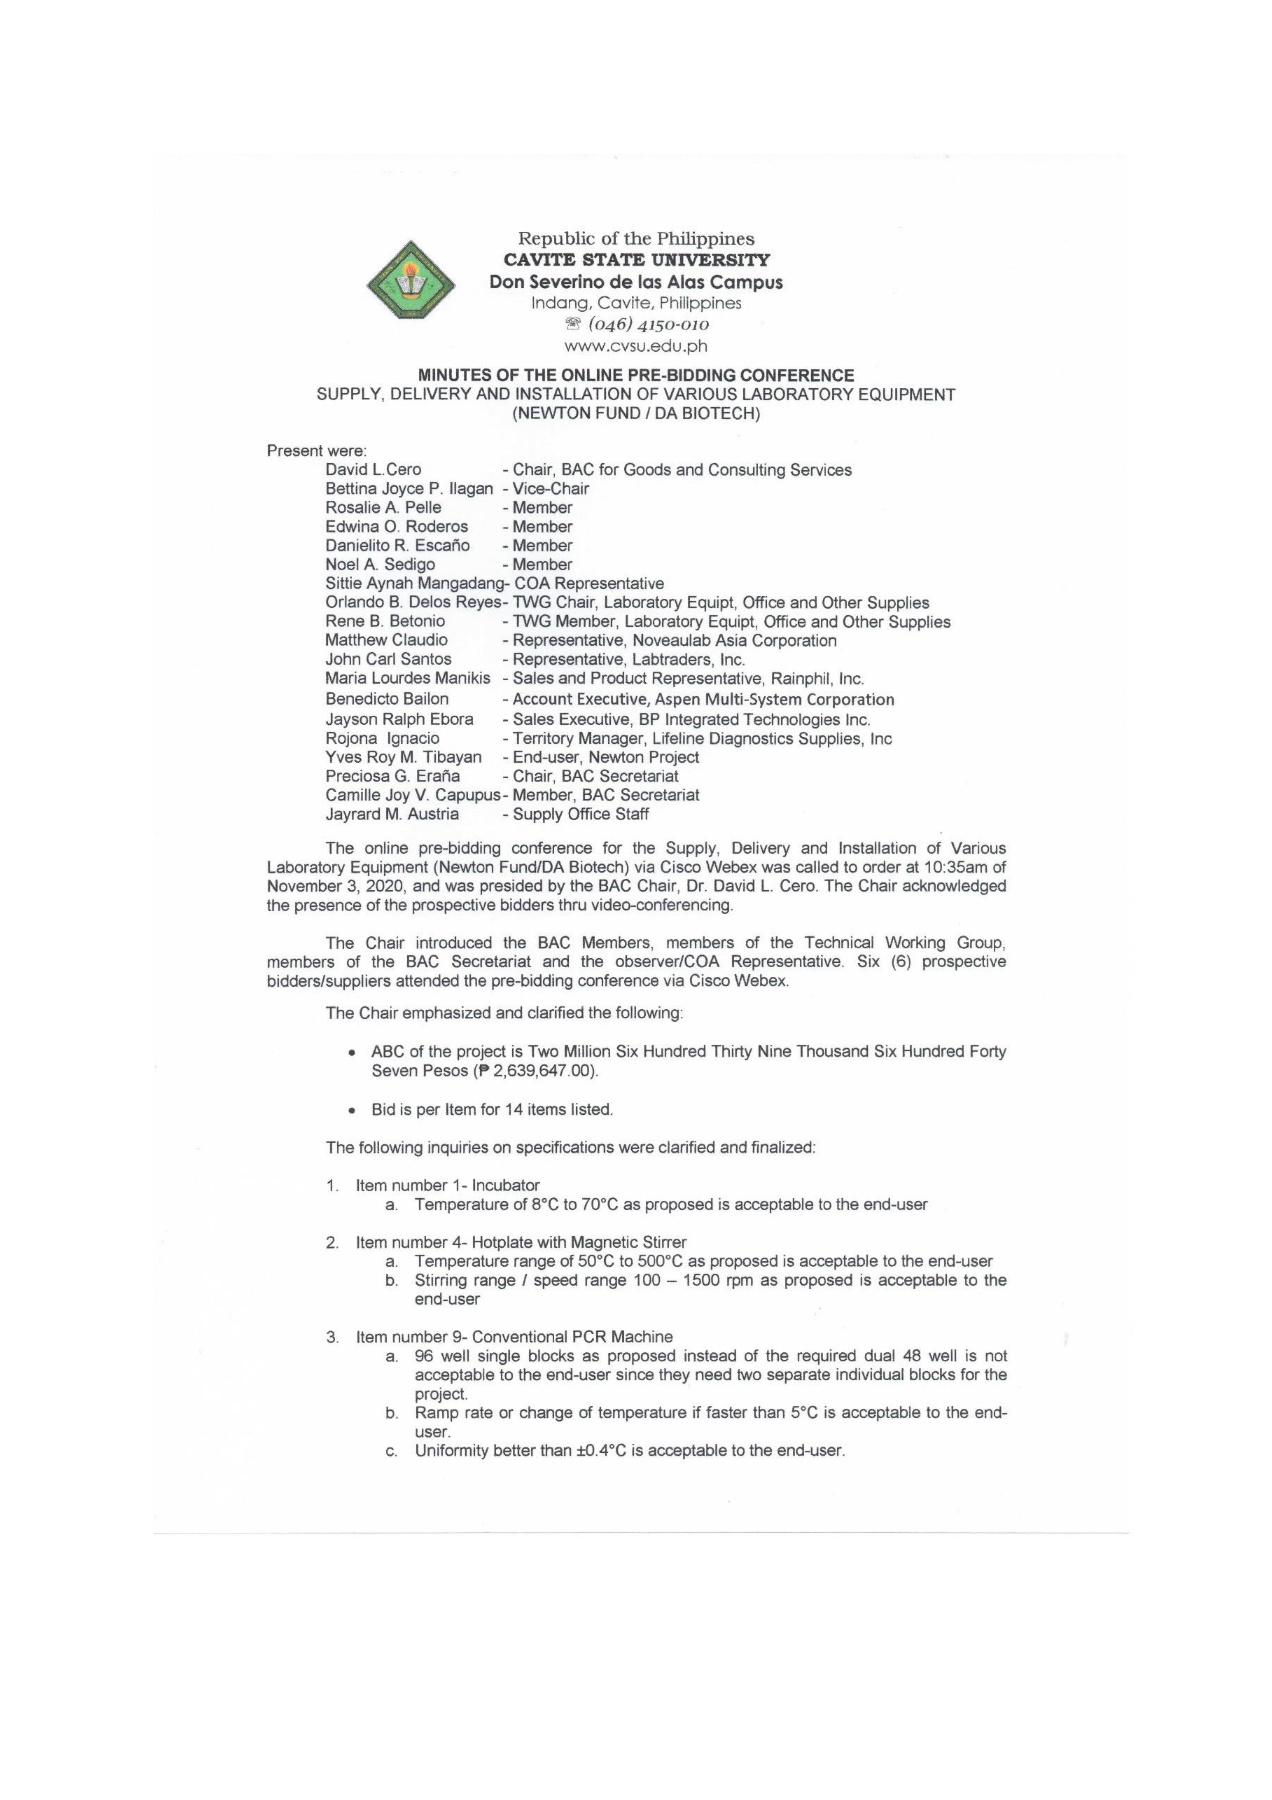 Republic of the Philippines
CAVITE STATE UNIVERSITY
Don Severino de las Alas Campus
Indang, Cavite, Philippines
☏ (046) 4150-010
www.cvsu.edu.ph
MINUTES OF THE ONLINE PRE-BIDDING CONFERENCE
SUPPLY, DELIVERY AND INSTALLATION OF VARIOUS LABORATORY EQUIPMENT
(NEWTON FUND / DA BIOTECH)
Present were:
David L.Cero - Chair, BAC for Goods and Consulting Services
Bettina Joyce P. Ilagan - Vice-Chair
Rosalie A. Pelle - Member
Edwina O. Roderos - Member
Danielito R. Escaño - Member
Noel A. Sedigo - Member
Sittie Aynah Mangadang- COA Representative
Orlando B. Delos Reyes- TWG Chair, Laboratory Equipt, Office and Other Supplies
Rene B. Betonio - TWG Member, Laboratory Equipt, Office and Other Supplies
Matthew Claudio - Representative, Noveaulab Asia Corporation
John Carl Santos - Representative, Labtraders, Inc.
Maria Lourdes Manikis - Sales and Product Representative, Rainphil, Inc.
Benedicto Bailon - Account Executive, Aspen Multi-System Corporation
Jayson Ralph Ebora - Sales Executive, BP Integrated Technologies Inc.
Rojona Ignacio - Territory Manager, Lifeline Diagnostics Supplies, Inc
Yves Roy M. Tibayan - End-user, Newton Project
Preciosa G. Eraña - Chair, BAC Secretariat
Camille Joy V. Capupus- Member, BAC Secretariat
Jayrard M. Austria - Supply Office Staff
The online pre-bidding conference for the Supply, Delivery and Installation of Various
Laboratory Equipment (Newton Fund/DA Biotech) via Cisco Webex was called to order at 10:35am of
November 3, 2020, and was presided by the BAC Chair, Dr. David L. Cero. The Chair acknowledged
the presence of the prospective bidders thru video-conferencing.
The Chair introduced the BAC Members, members of the Technical Working Group,
members of the BAC Secretariat and the observer/COA Representative. Six (6) prospective
bidders/suppliers attended the pre-bidding conference via Cisco Webex.
The Chair emphasized and clarified the following:
• ABC of the project is Two Million Six Hundred Thirty Nine Thousand Six Hundred Forty
Seven Pesos (₱ 2,639,647.00).
• Bid is per Item for 14 items listed.
The following inquiries on specifications were clarified and finalized:
1. Item number 1- Incubator
a. Temperature of 8°C to 70°C as proposed is acceptable to the end-user
2. Item number 4- Hotplate with Magnetic Stirrer
a. Temperature range of 50°C to 500°C as proposed is acceptable to the end-user
b. Stirring range / speed range 100 – 1500 rpm as proposed is acceptable to the
end-user
3. Item number 9- Conventional PCR Machine
a. 96 well single blocks as proposed instead of the required dual 48 well is not
acceptable to the end-user since they need two separate individual blocks for the
project.
b. Ramp rate or change of temperature if faster than 5°C is acceptable to the end-
user.
c. Uniformity better than ±0.4°C is acceptable to the end-user.